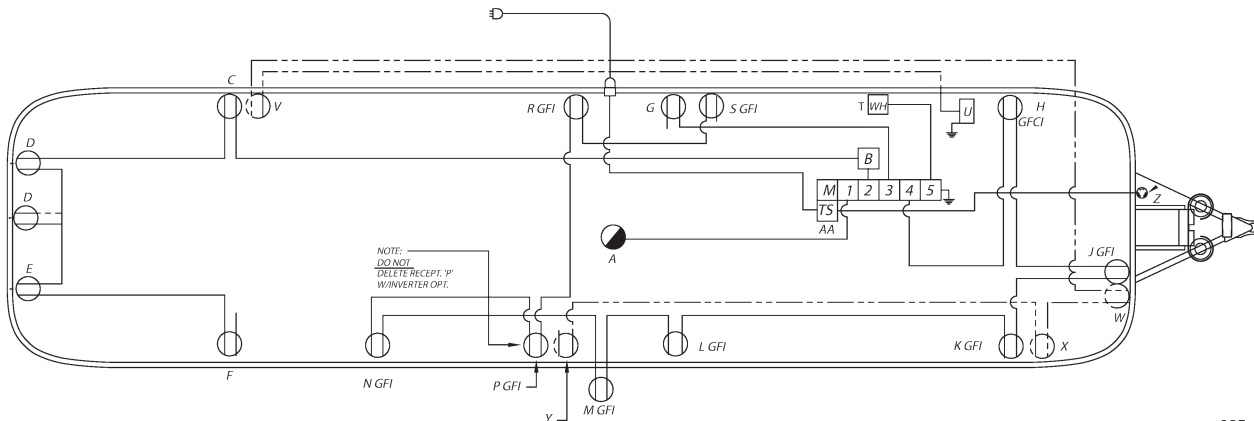 C
V
R GFI
G
S GFI
T
WH
U
H
GFCI
D
B
M
1
2
3
4
5
TS
AA
Z
D
A
NOTE:
DO NOT
DELETE RECEPT. 'P'
W/INVERTER OPT.
J GFI
E
W
F
N GFI
P GFI
L GFI
K GFI
X
M GFI
Y